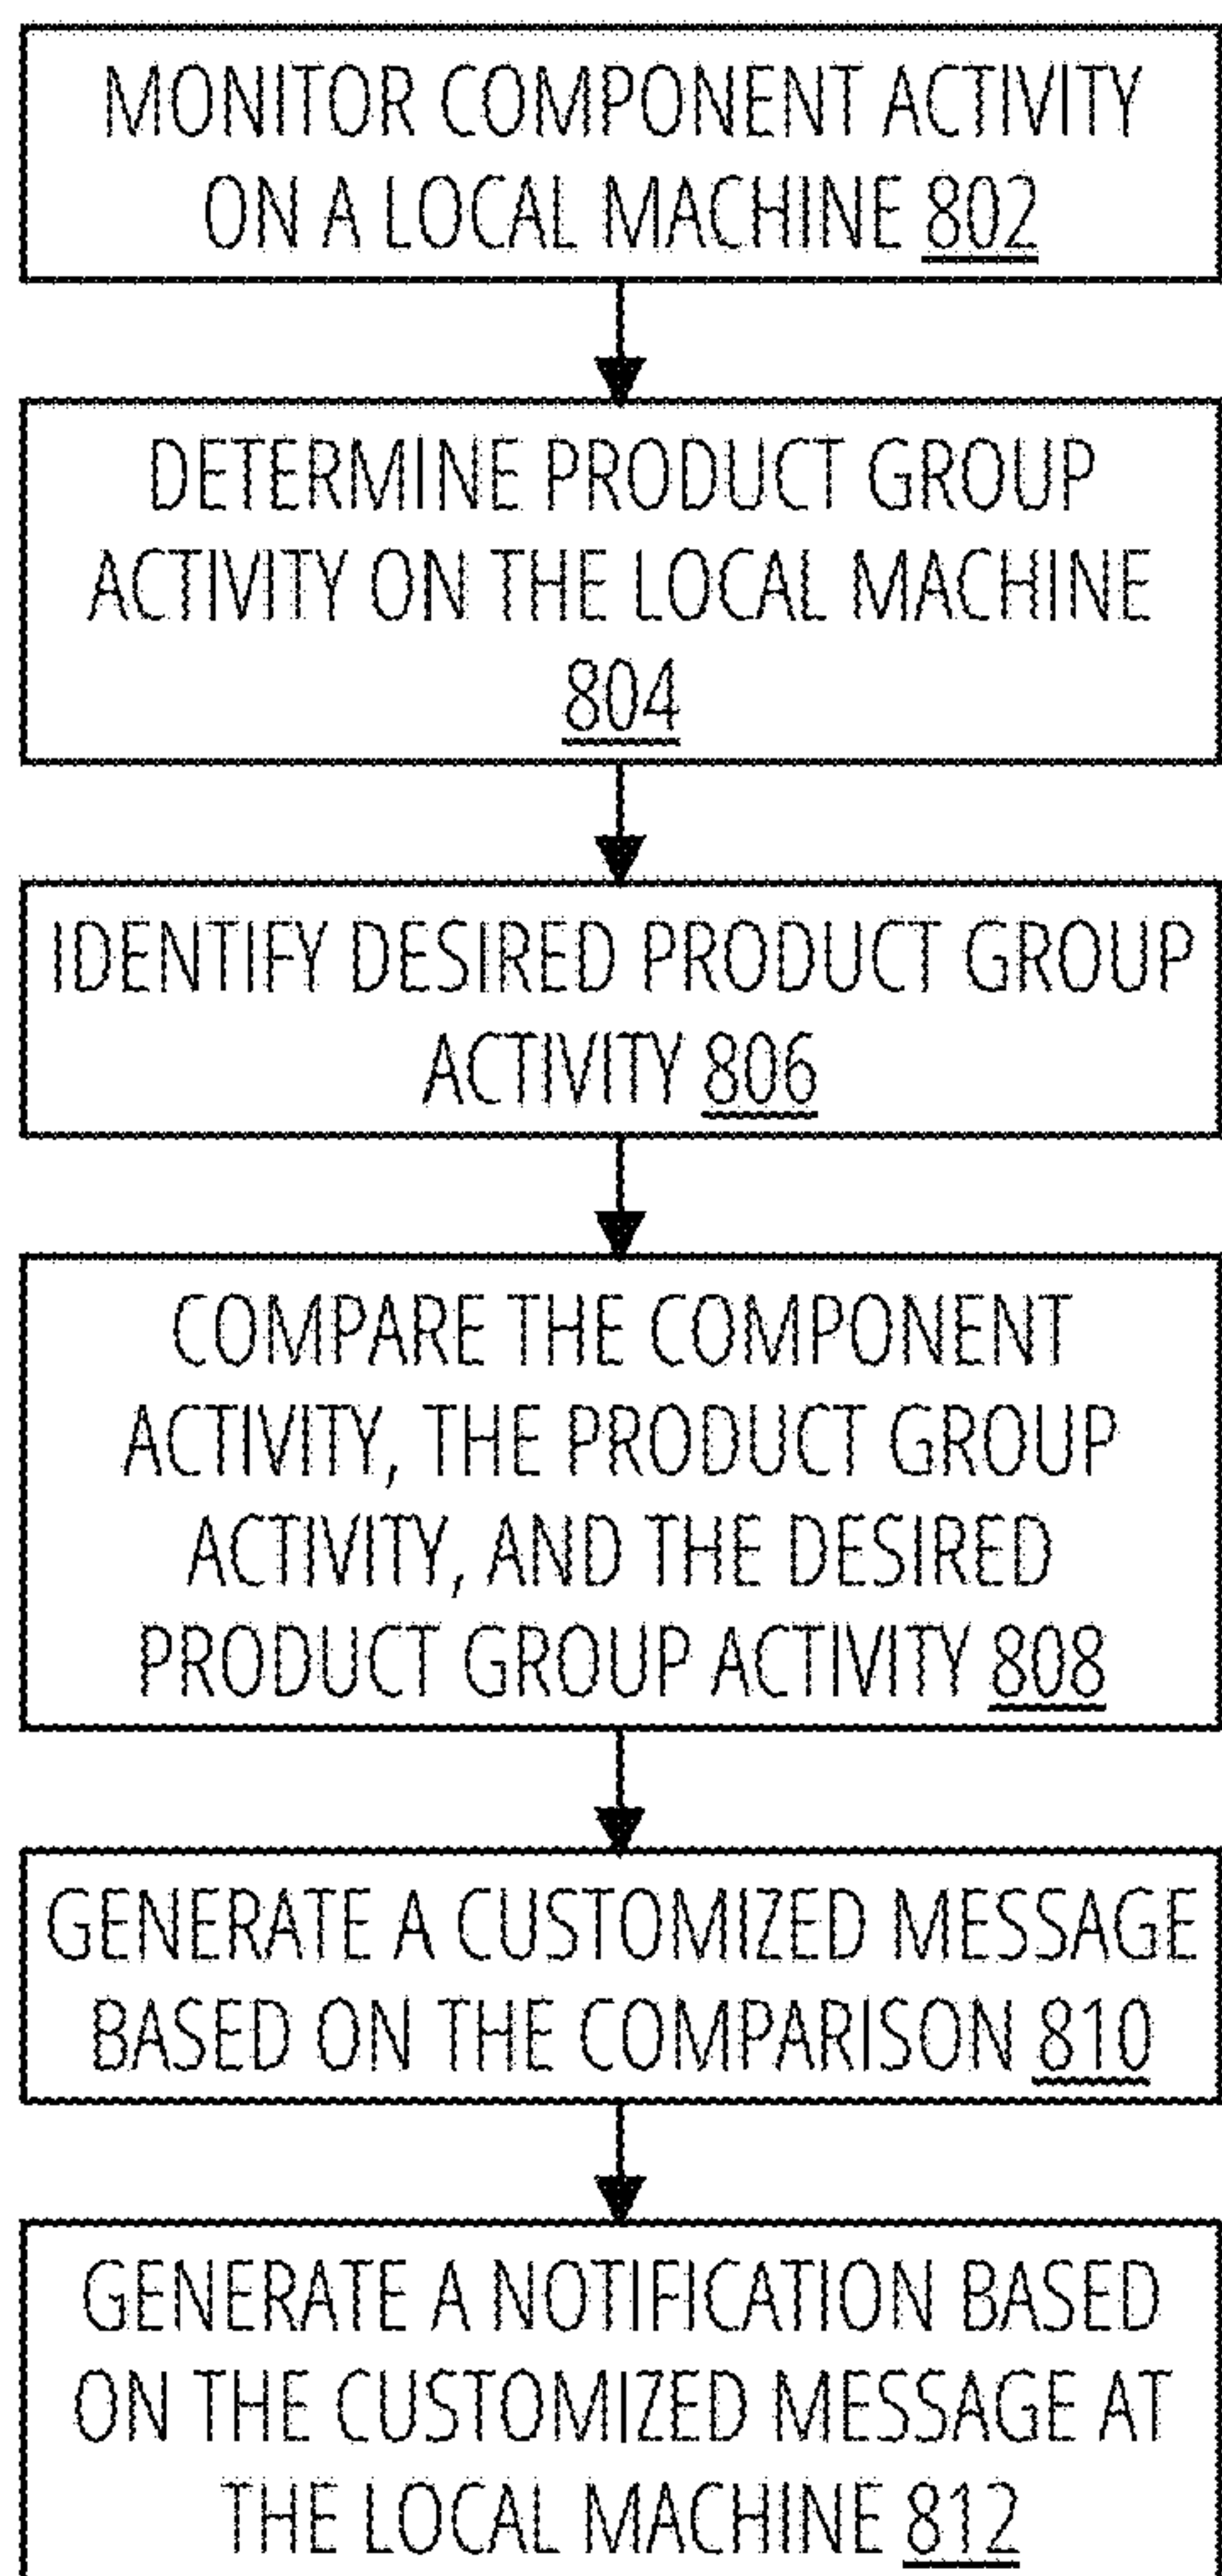 MONITOR COMPONENT ACTIVITY
ON A LOCAL MACHINE 802
DETERMINE PRODUCT GROUP
ACTIVITY ON THE LOCAL MACHINE
804
IDENTIFY DESIRED PRODUCT GROUP
ACTIVITY 806
COMPARE THE COMPONENT
ACTIVITY, THE PRODUCT GROUP
ACTIVITY, AND THE DESIRED
PRODUCT GROUP ACTIVITY 808
GENERATE A CUSTOMIZED MESSAGE
BASED ON THE COMPARISON 810
GENERATE A NOTIFICATION BASED
ON THE CUSTOMIZED MESSAGE AT
THE LOCAL MACHINE 812